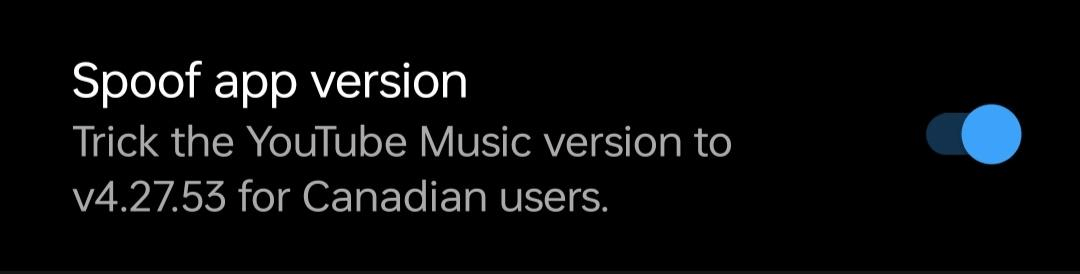 Spoof app version
Trick the YouTube Music version to
v4.27.53 for Canadian users.